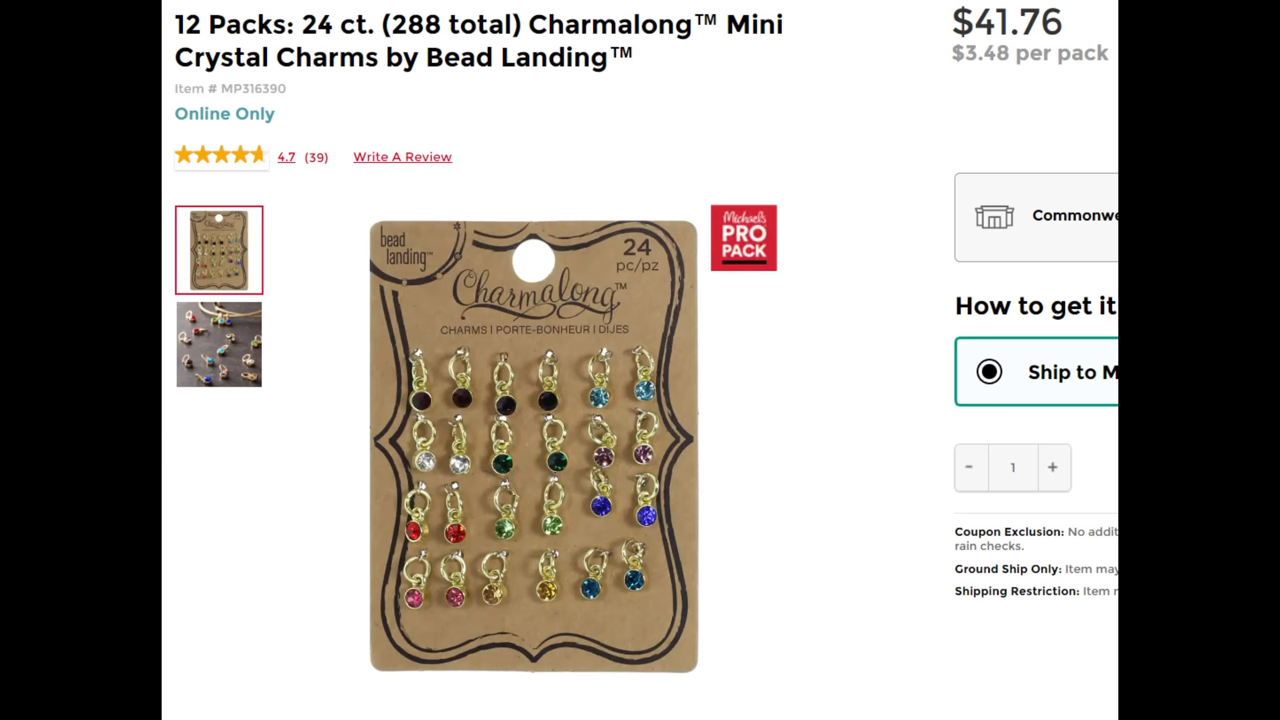 12 Packs: 24 ct. (288 total) Charmalong™ Mini
Crystal Charms by Bead Landing™
Item # MP316390
Online Only
4.7 (39) Write A Review
$41.76
$3.48 per pack
bead
landing™
24
pc/pz
Charmalong™
CHARMS | PORTE-BONHEUR | DIJES
Michaels
PRO
PACK
Commonwe
How to get it
Ship to M
- 1 +
Coupon Exclusion: No addit
rain checks.
Ground Ship Only: Item may
Shipping Restriction: Item r